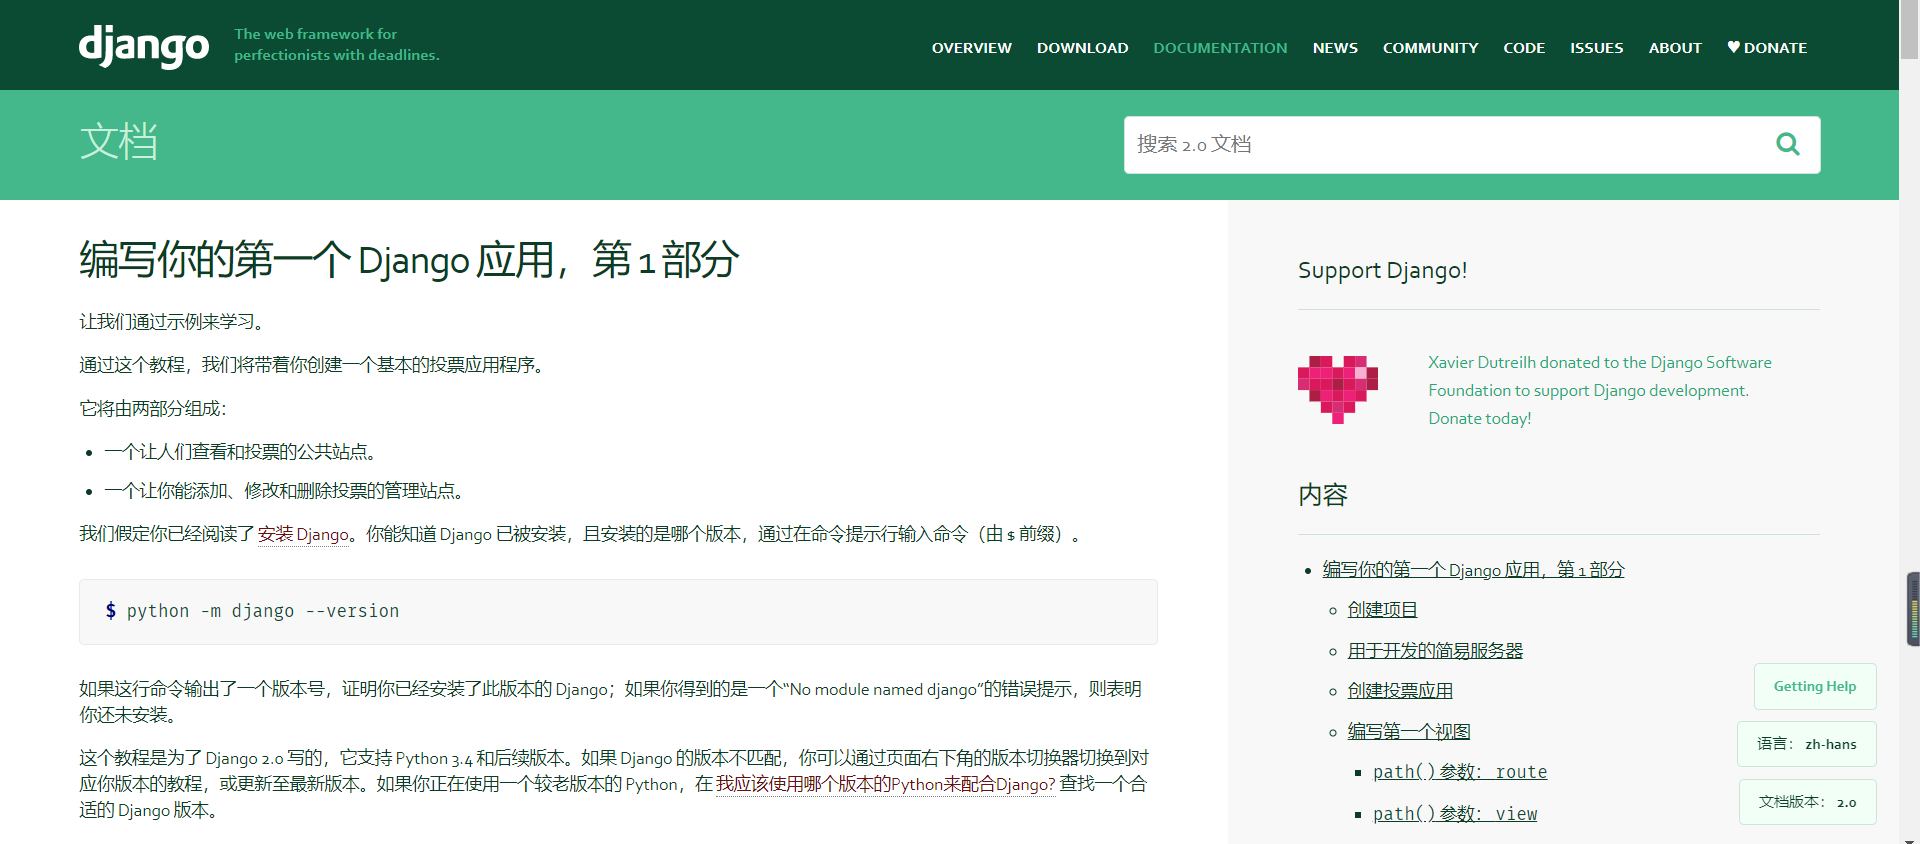 django
The web framework for
perfectionists with deadlines.
OVERVIEW DOWNLOAD DOCUMENTATION NEWS COMMUNITY CODE ISSUES ABOUT ♥ DONATE
文档
搜索 2.0 文档
编写你的第一个 Django 应用，第 1 部分
让我们通过示例来学习。
通过这个教程，我们将带着你创建一个基本的投票应用程序。
它将由两部分组成：
• 一个让人们查看和投票的公共站点。
• 一个让你能添加、修改和删除投票的管理站点。
我们假定你已经阅读了 安装 Django。你能知道 Django 已被安装，且安装的是哪个版本，通过在命令提示行输入命令（由 $ 前缀）。
$ python -m django --version
如果这行命令输出了一个版本号，证明你已经安装了此版本的 Django；如果你得到的是一个“No module named django”的错误提示，则表明
你还未安装。
这个教程是为了 Django 2.0 写的，它支持 Python 3.4 和后续版本。如果 Django 的版本不匹配，你可以通过页面右下角的版本切换器切换到对
应你版本的教程，或更新至最新版本。如果你正在使用一个较老版本的 Python，在 我应该使用哪个版本的Python来配合Django? 查找一个合
适的 Django 版本。
Support Django!
Xavier Dutreilh donated to the Django Software
Foundation to support Django development.
Donate today!
内容
• 编写你的第一个 Django 应用，第 1 部分
◦ 创建项目
◦ 用于开发的简易服务器
◦ 创建投票应用
◦ 编写第一个视图
▪ path() 参数： route
▪ path() 参数： view
Getting Help
语言： zh-hans
文档版本： 2.0